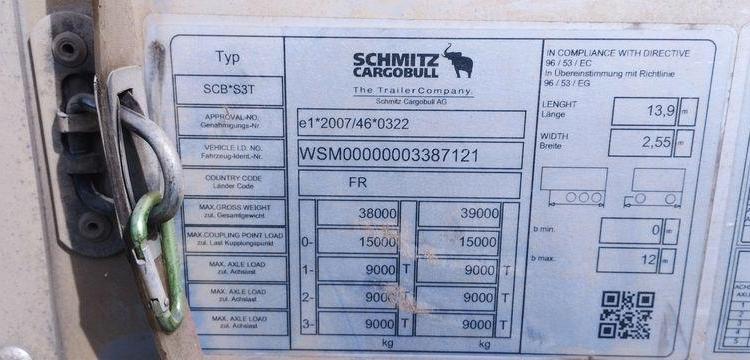 Typ
SCHMITZ
CARGOBULL
The TrailerCompany.
Schmitz Cargobull AG
IN COMPLIANCE WITH DIRECTIVE
96 / 53 / EC
In Übereinstimmung mit Richtlinie
96 / 53 / EG
SCB*S3T
APPROVAL-NO.
Genehmigungs-Nr.
e1*2007/46*0322
LENGHT
Länge
13,9 m
VEHICLE I.D. NO.
Fahrzeug-Ident.-Nr.
WSM00000003387121
WIDTH
Breite
2,55 m
COUNTRY CODE
Länder Code
FR
MAX.GROSS WEIGHT
zul. Gesamtgewicht
38000 39000
b min. 0 m
MAX.COUPLING POINT LOAD
zul. Last Kupplungspunkt
0- 15000 15000
b max. 12 m
MAX. AXLE LOAD
zul. Achslast
1- 9000 T 9000 T
MAX. AXLE LOAD
zul. Achslast
2- 9000 T 9000 T
MAX. AXLE LOAD
zul. Achslast
3- 9000 T 9000 T
kg kg